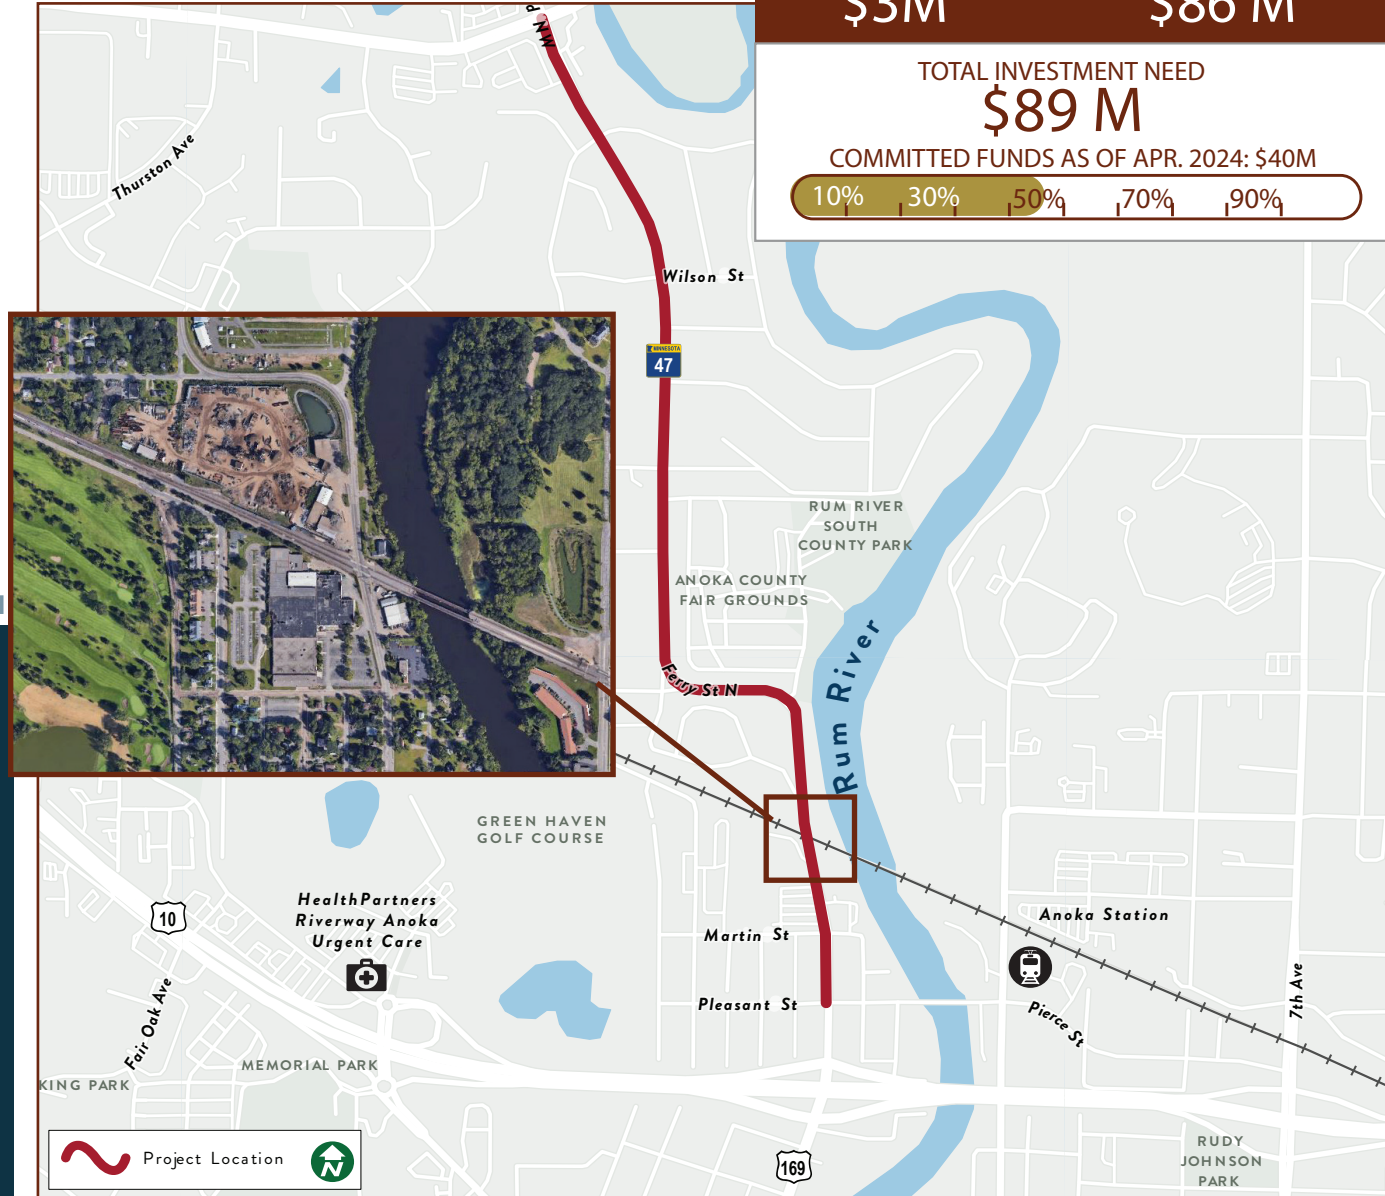 $3M
$86 M
TOTAL INVESTMENT NEED
$89 M
COMMITTED FUNDS AS OF APR. 2024: $40M
10%
30%
50%
70%
90%
Thurston Ave
Wilson St
MINNESOTA
47
RUM RIVER
SOUTH
COUNTY PARK
ANOKA COUNTY
FAIR GROUNDS
Rum River
Ferry St N
GREEN HAVEN
GOLF COURSE
HealthPartners
Riverway Anoka
Urgent Care
10
Anoka Station
Martin St
Pleasant St
Pierce St
7th Ave
Fair Oak Ave
MEMORIAL PARK
KING PARK
Project Location
N
169
RUDY
JOHNSON
PARK